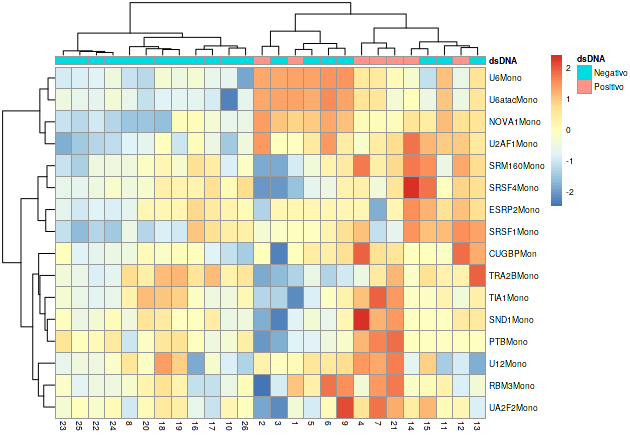 dsDNA
U6Mono
U6atacMono
NOVA1Mono
U2AF1Mono
SRM160Mono
SRSF4Mono
ESRP2Mono
SRSF1Mono
CUGBPMon
TRA2BMono
TIA1Mono
SND1Mono
PTBMono
U12Mono
RBM3Mono
UA2F2Mono
23 25 22 24 8 20 18 19 16 17 10 26 2 3 1 5 6 9 4 7 21 14 15 11 12 13
2
1
0
-1
-2
dsDNA
Negativo
Positivo